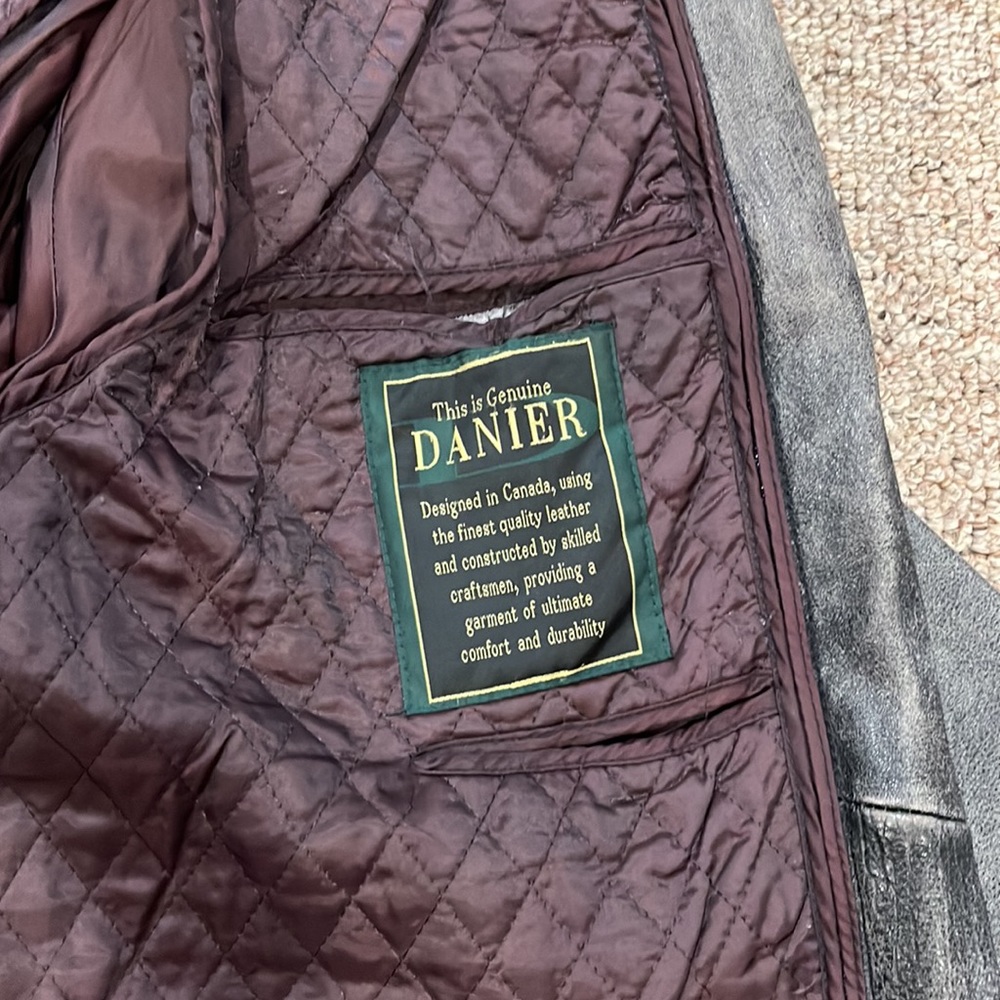 This is Genuine
DANIER
Designed in Canada, using
the finest quality leather
and constructed by skilled
craftsmen, providing a
garment of ultimate
comfort and durability